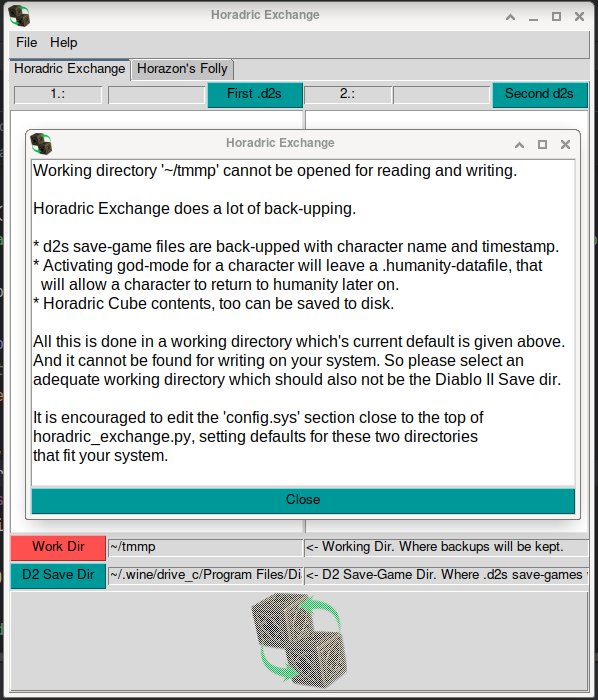 Horadric Exchange
File Help
Horadric Exchange Horazon's Folly
1.: First .d2s 2.: Second d2s
Horadric Exchange
Working directory '~/tmmp' cannot be opened for reading and writing.
Horadric Exchange does a lot of back-upping.
* d2s save-game files are back-upped with character name and timestamp.
* Activating god-mode for a character will leave a .humanity-datafile, that
will allow a character to return to humanity later on.
* Horadric Cube contents, too can be saved to disk.
All this is done in a working directory which's current default is given above.
And it cannot be found for writing on your system. So please select an
adequate working directory which should also not be the Diablo II Save dir.
It is encouraged to edit the 'config.sys' section close to the top of
horadric_exchange.py, setting defaults for these two directories
that fit your system.
Close
Work Dir ~/tmmp <- Working Dir. Where backups will be kept.
D2 Save Dir ~/.wine/drive_c/Program Files/Di <- D2 Save-Game Dir. Where .d2s save-games